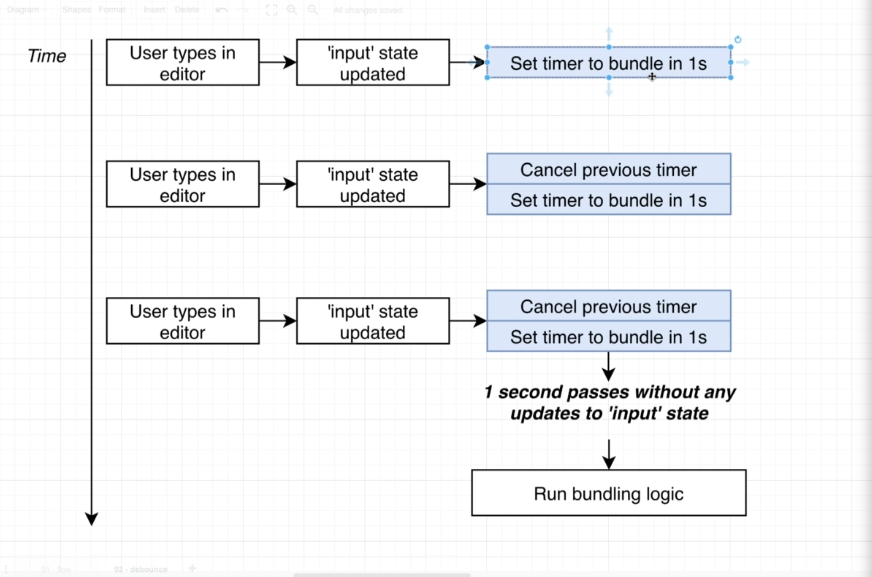 Diagram
Shapes Format Insert Delete
All changes saved
Time
User types in
editor
'input' state
updated
Set timer to bundle in 1s
User types in
editor
'input' state
updated
Cancel previous timer
Set timer to bundle in 1s
User types in
editor
'input' state
updated
Cancel previous timer
Set timer to bundle in 1s
1 second passes without any
updates to 'input' state
Run bundling logic
02 - debounce